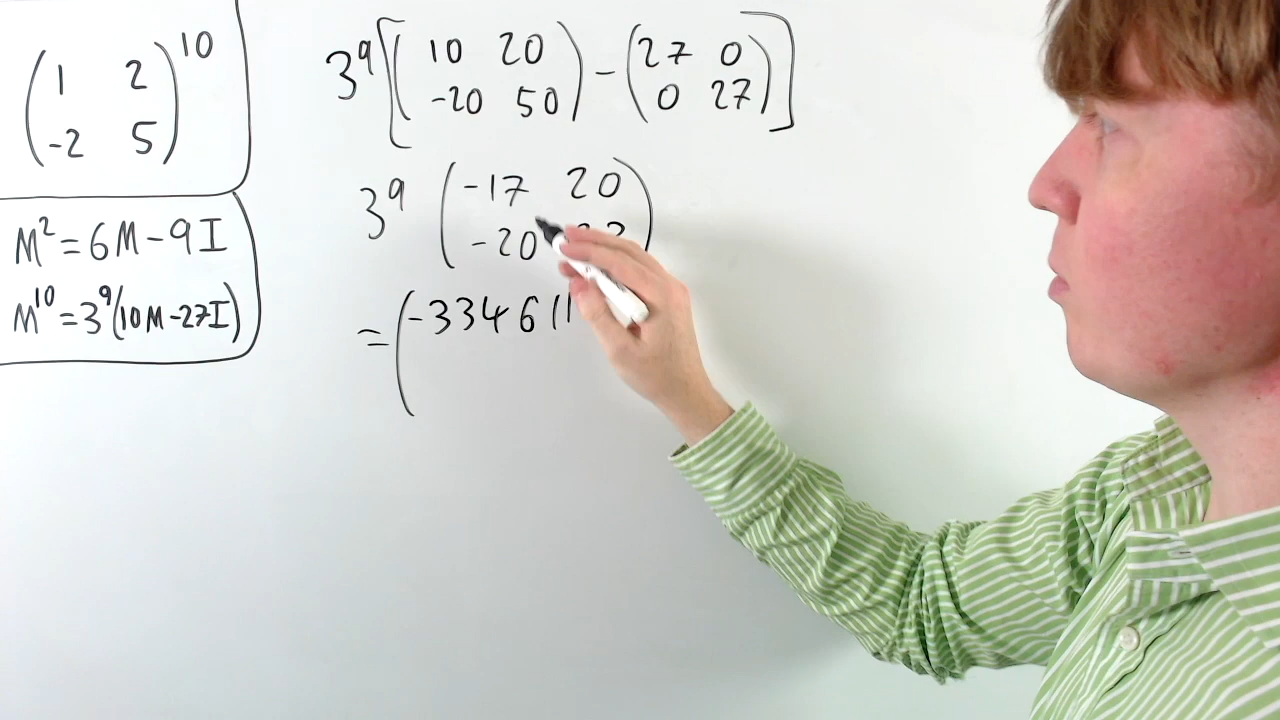 ( 1 2 )^10
( -2 5 )
M² = 6M - 9I
M^10 = 3^9(10M - 27I)
3^9 [ ( 10 20 ) - ( 27 0 ) ]
( -20 50 ) ( 0 27 )
3^9 ( -17 20 )
( -20 )
= ( -334611